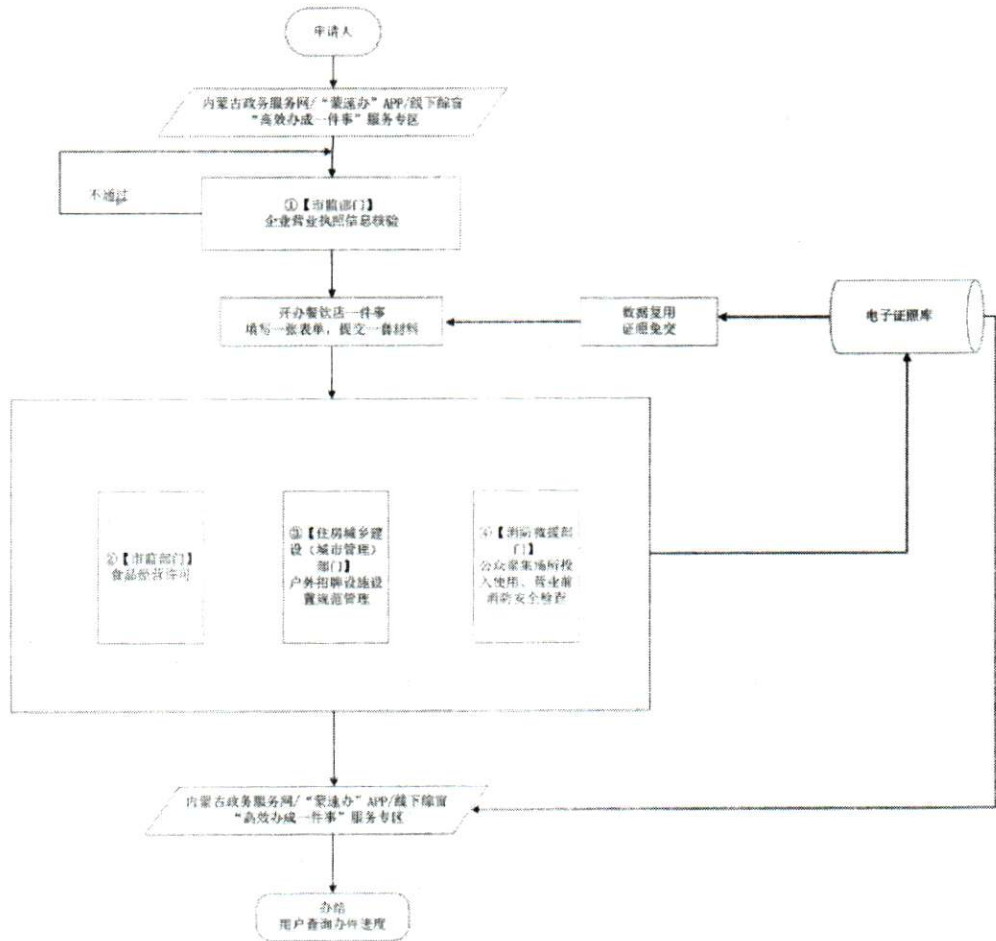 申请人
内蒙古政务服务网/“蒙速办”APP/线下综窗
“高效办成一件事”服务专区
不通过
①【市监部门】
企业营业执照信息核验
开办餐饮店一件事
填写一张表单，提交一套材料
数据复用
证照免交
电子证照库
②【市监部门】
食品经营许可
③【住房城乡建
设（城市管理）
部门】
户外招牌设施设
置规范管理
④【消防救援部
门】
公众聚集场所投
入使用、营业前
消防安全检查
内蒙古政务服务网/“蒙速办”APP/线下综窗
“高效办成一件事”服务专区
办结
用户查询办件进度